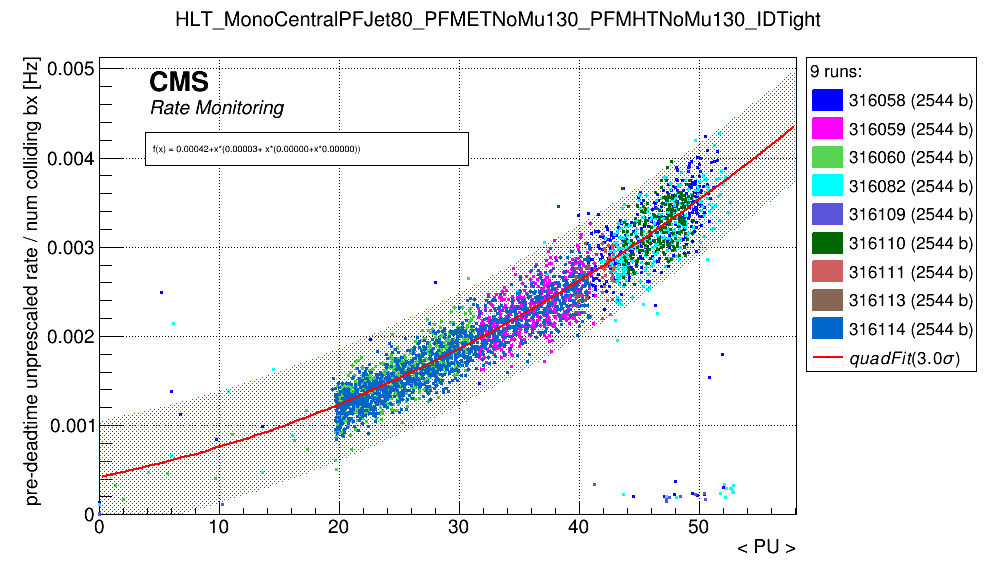 HLT_MonoCentralPFJet80_PFMETNoMu130_PFMHTNoMu130_IDTight
pre-deadtime unprescaled rate / num colliding bx [Hz]
0.005
0.004
0.003
0.002
0.001
0
CMS
Rate Monitoring
f(x) = 0.00042+x*(0.00003+ x*(0.00000+x*0.00000))
0 10 20 30 40 50
< PU >
9 runs:
316058 (2544 b)
316059 (2544 b)
316060 (2544 b)
316082 (2544 b)
316109 (2544 b)
316110 (2544 b)
316111 (2544 b)
316113 (2544 b)
316114 (2544 b)
quadFit(3.0σ)